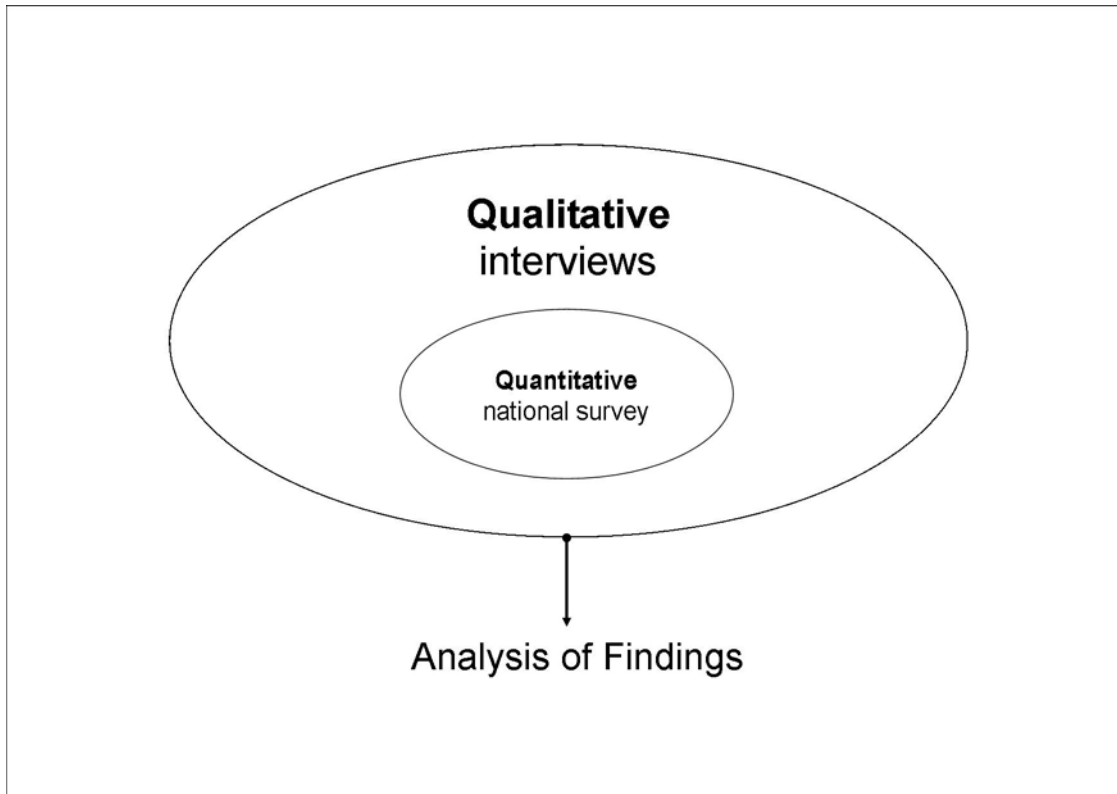 Qualitative
interviews
Quantitative
national survey
Analysis of Findings